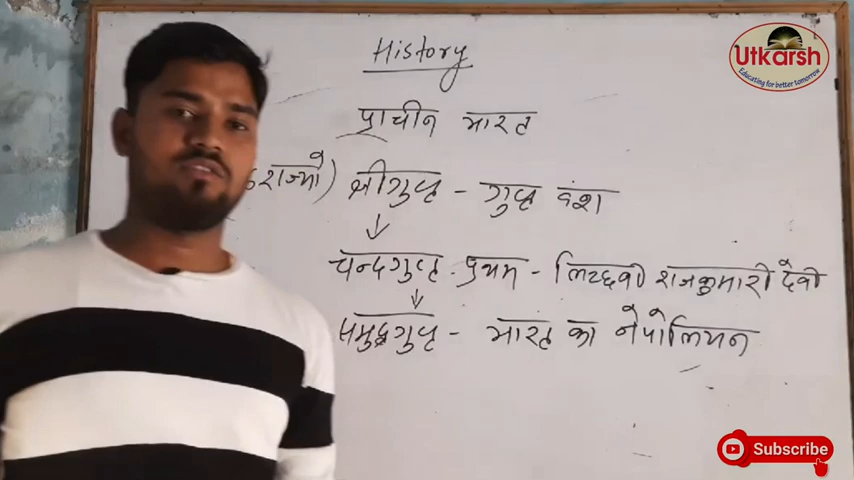 History
Utkarsh
Educating for better tomorrow
प्राचीन भारत
राज्यों) श्रीगुप्त - गुप्त वंश
↓
चन्द्रगुप्त प्रथम - लिच्छवी राजकुमारी देवी
↓
समुद्रगुप्त - भारत का नेपोलियन
Subscribe